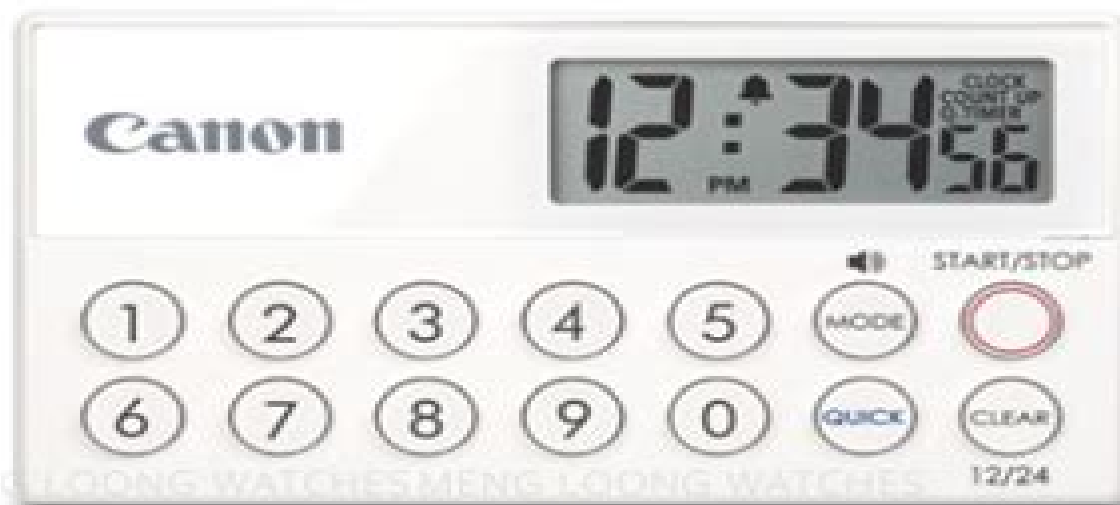 Canon
12:34 56
CLOCK
COUNT UP
Q.TIMER
PM
START/STOP
1 2 3 4 5 MODE
6 7 8 9 0 QUICK CLEAR
12/24
LOONG WATCHES MENG LOONG WATCHES